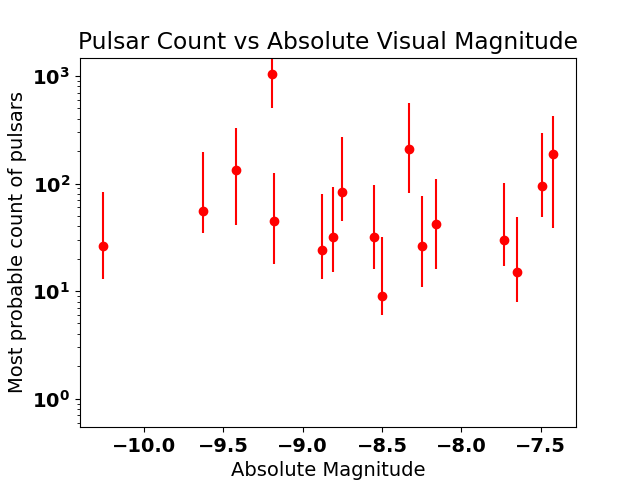 Pulsar Count vs Absolute Visual Magnitude
Most probable count of pulsars
10³
10²
10¹
10⁰
−10.0 −9.5 −9.0 −8.5 −8.0 −7.5
Absolute Magnitude